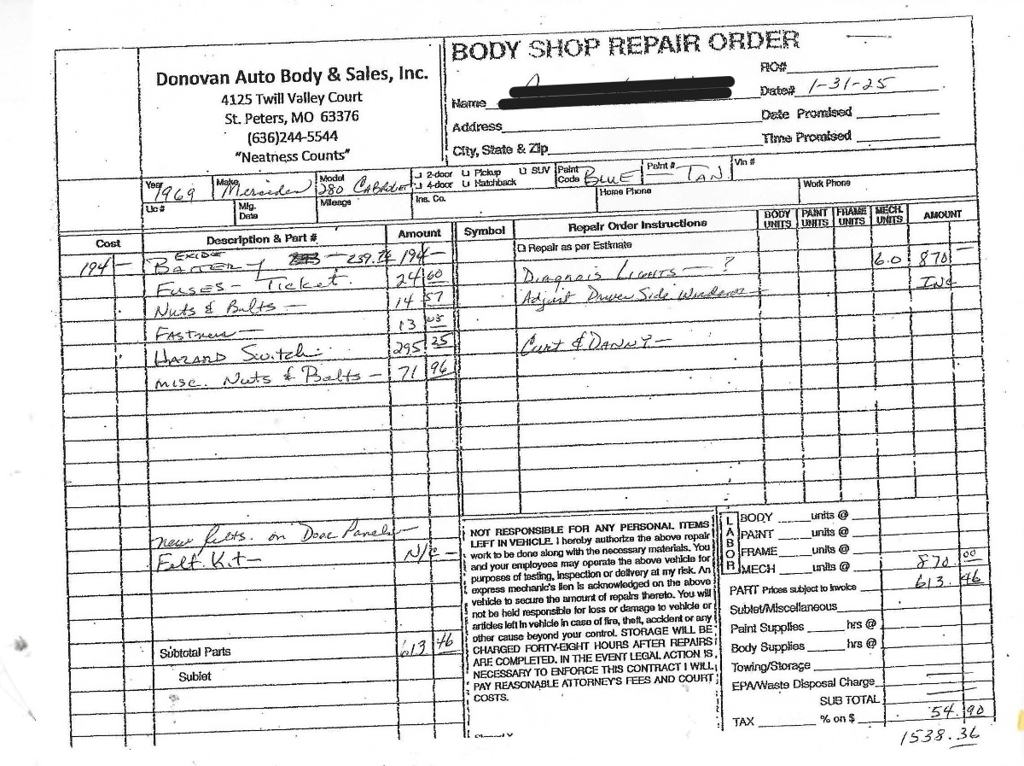 BODY SHOP REPAIR ORDER
Donovan Auto Body & Sales, Inc.
4125 Twill Valley Court
St. Peters, MO 63376
(636)244-5544
"Neatness Counts"
RO#
Name
Date# 1-31-25
Address
Date Promised
City, State & Zip
Time Promised
Year 1969 Make Mercedes Model 280 Cabriolet 2-door Pickup SUV 4-door Hatchback Paint Code BLUE Paint # TAN Vin #
Lic # Mfg. Date Mileage Ins. Co. Home Phone Work Phone
Cost Description & Part # Amount Symbol Repair Order Instructions BODY UNITS PAINT UNITS FRAME UNITS MECH. UNITS AMOUNT
Repair as per Estimate
194 - EXIDE Battery - 239.76 194 -
Diagnois Lights - ? 6.0 870 -
Fuses - Ticket. 24 60
Adjust Driver Side Windows - INC
Nuts & Bolts - 14 57
Fastners - 13 08
HAZARD Switch 295 25
Curt & DANNY -
misc. Nuts & Bolts - 71 96
new felts. on Door Panels
Felt Kit - N/C -
Subtotal Parts 613 46
Sublet
NOT RESPONSIBLE FOR ANY PERSONAL ITEMS
LEFT IN VEHICLE. I hereby authorize the above repair
work to be done along with the necessary materials. You
and your employees may operate the above vehicle for
purposes of testing, inspection or delivery at my risk. An
express mechanic's lien is acknowledged on the above
vehicle to secure the amount of repairs thereto. You will
not be held responsible for loss or damage to vehicle or
articles left in vehicle in case of fire, theft, accident or any
other cause beyond your control. STORAGE WILL BE
CHARGED FORTY-EIGHT HOURS AFTER REPAIRS
ARE COMPLETED. IN THE EVENT LEGAL ACTION IS
NECESSARY TO ENFORCE THIS CONTRACT I WILL
PAY REASONABLE ATTORNEY'S FEES AND COURT
COSTS.
LABOR
BODY units @
PAINT units @
FRAME units @
MECH units @ 870.00
PART Prices subject to invoice 613.46
Sublet/Miscellaneous
Paint Supplies hrs @
Body Supplies hrs @
Towing/Storage
EPA/Waste Disposal Charge
SUB TOTAL
TAX % on $ 54.90
1538.36